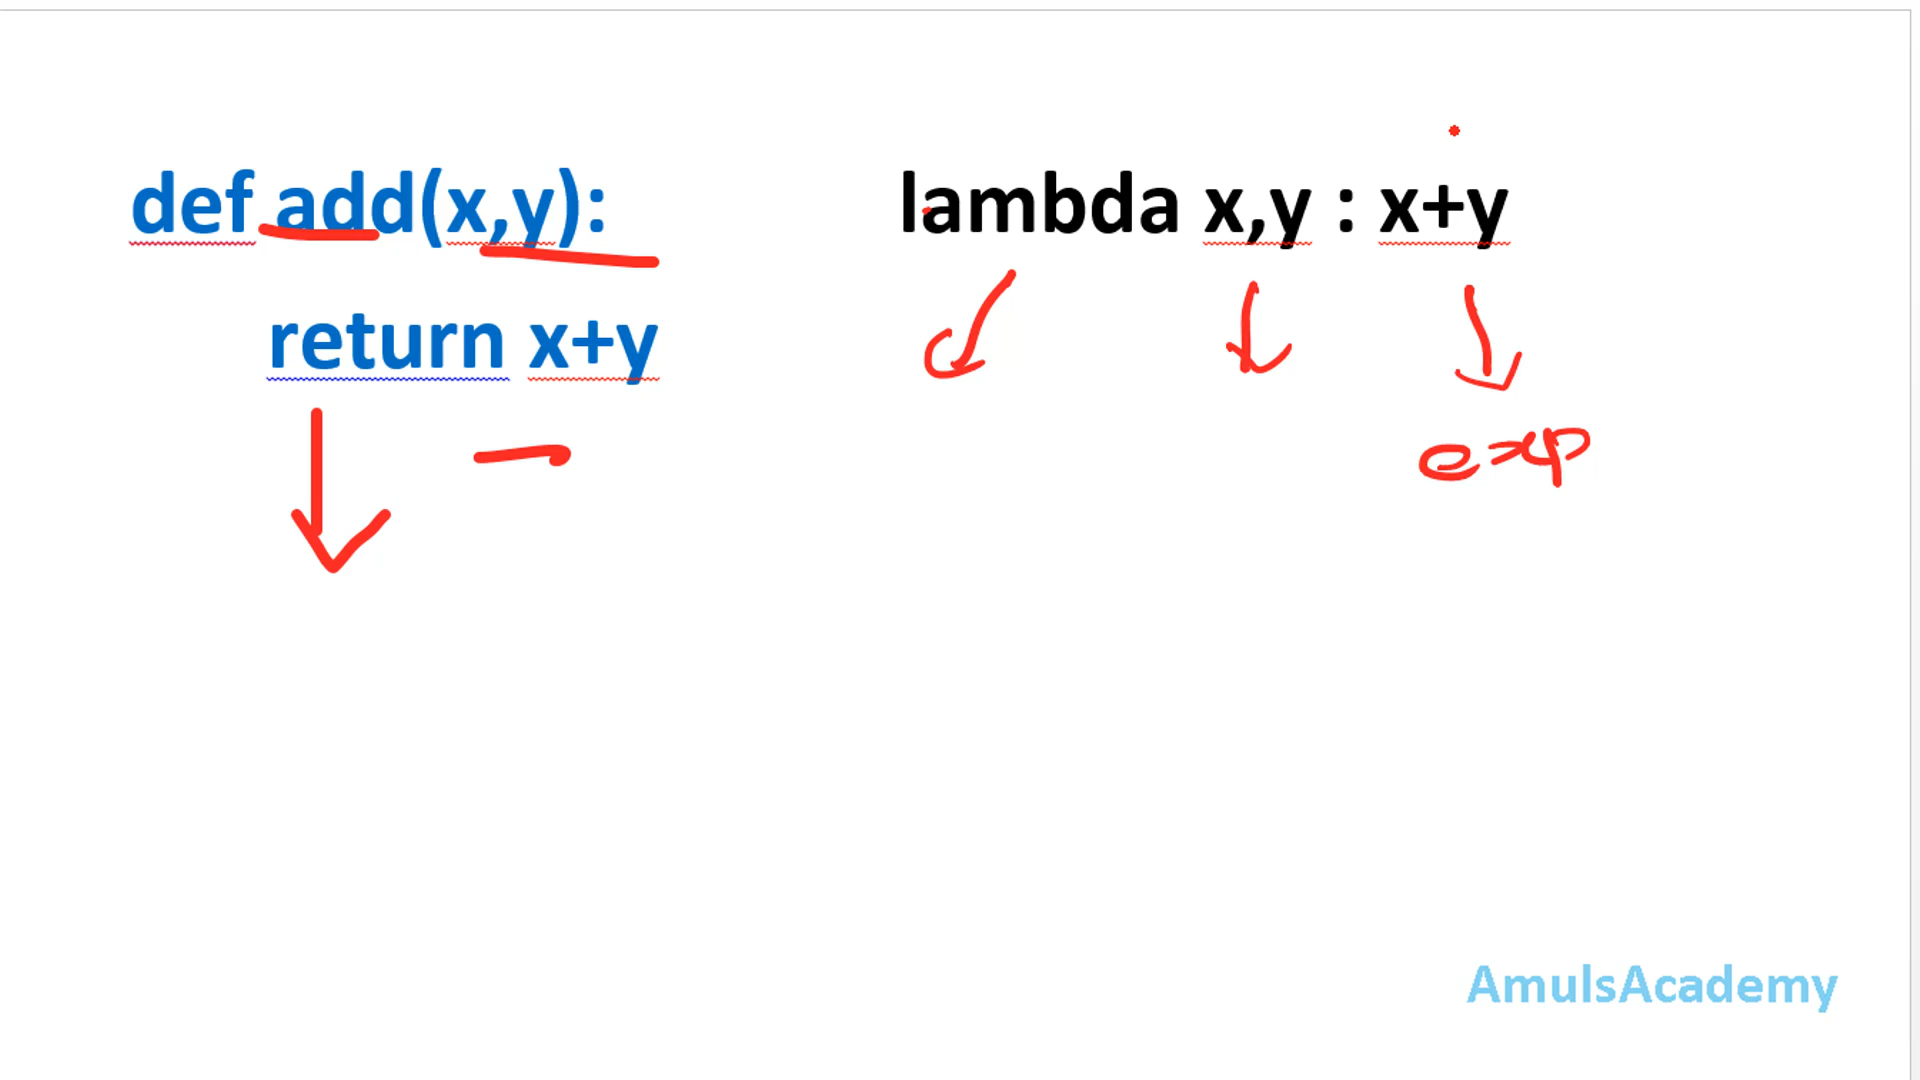 def add(x,y):
return x+y
lambda x,y : x+y
exp
AmulsAcademy